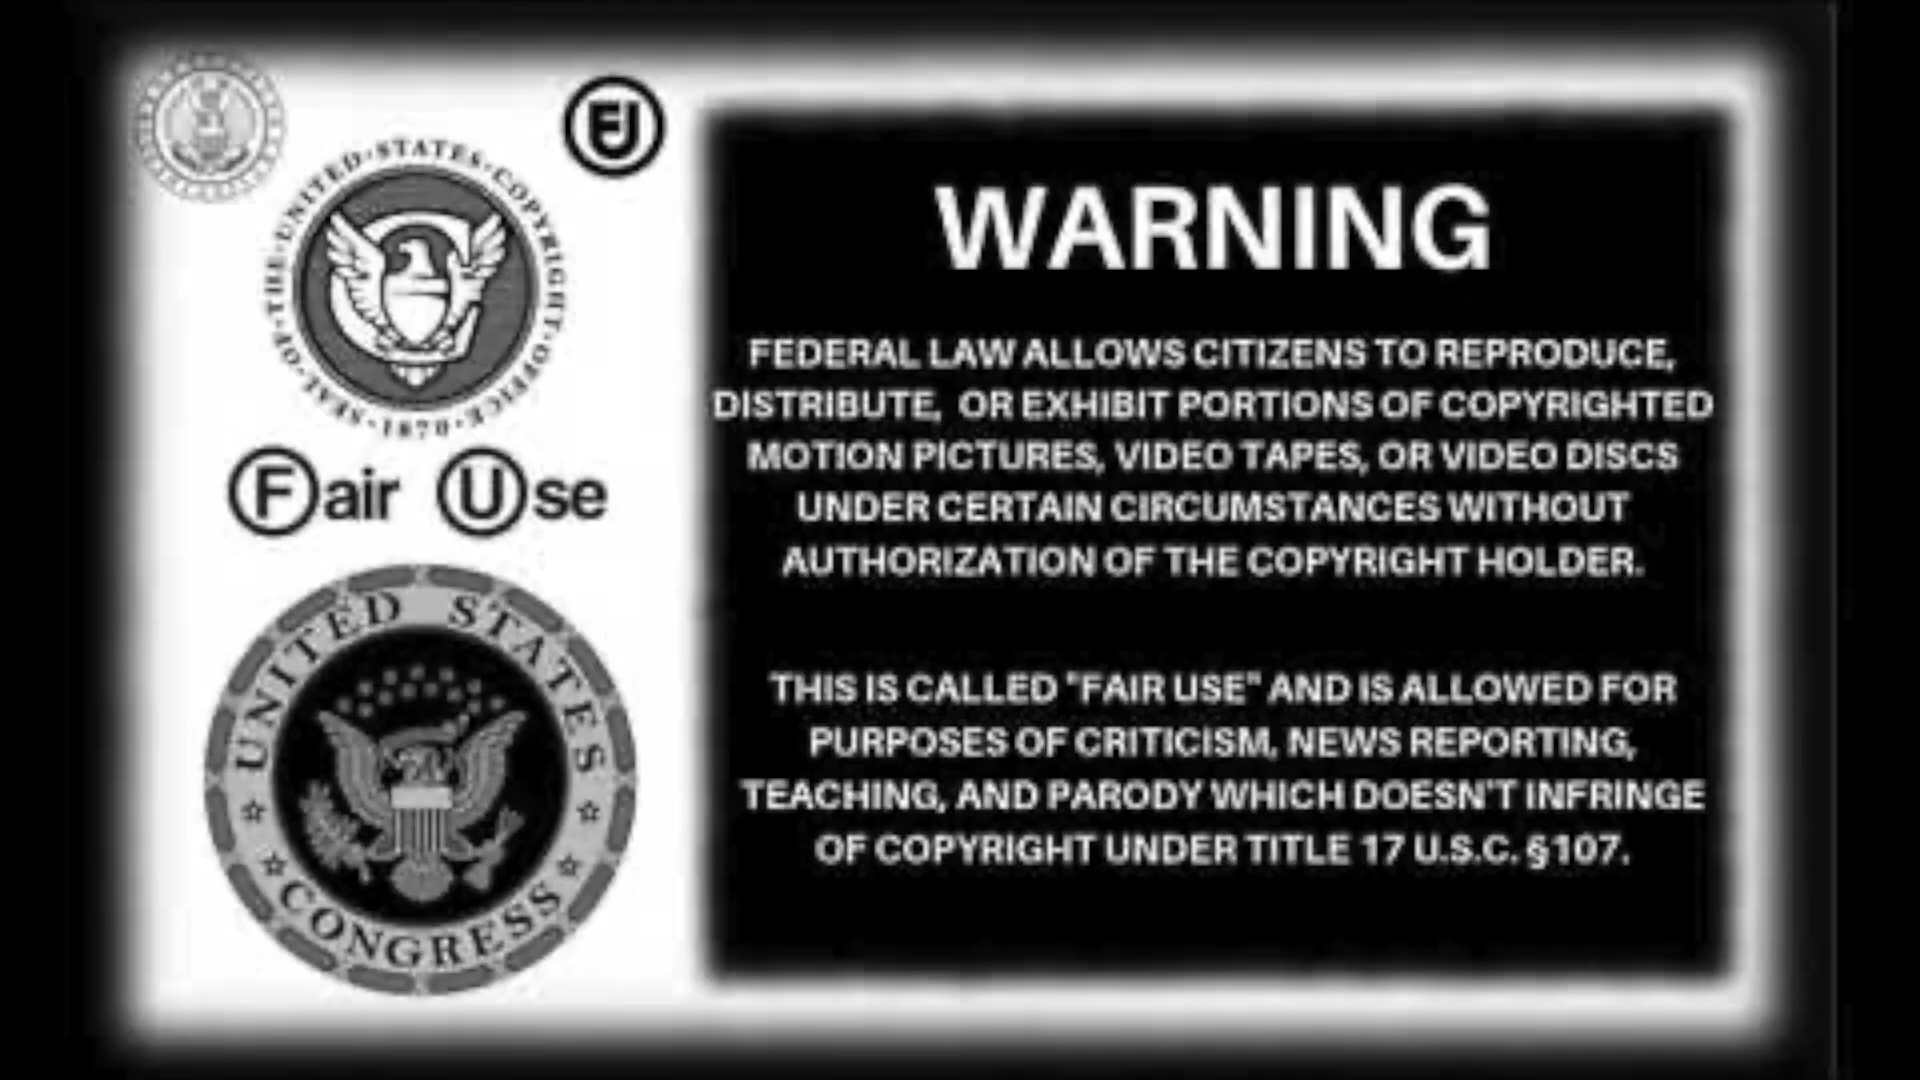 THE·UNITED·STATES·COPYRIGHT·OFFICE·
SEAL·OF·
·1870·
Fair Use
UNITED STATES
CONGRESS
WARNING
FEDERAL LAW ALLOWS CITIZENS TO REPRODUCE,
DISTRIBUTE, OR EXHIBIT PORTIONS OF COPYRIGHTED
MOTION PICTURES, VIDEO TAPES, OR VIDEO DISCS
UNDER CERTAIN CIRCUMSTANCES WITHOUT
AUTHORIZATION OF THE COPYRIGHT HOLDER.
THIS IS CALLED "FAIR USE" AND IS ALLOWED FOR
PURPOSES OF CRITICISM, NEWS REPORTING,
TEACHING, AND PARODY WHICH DOESN'T INFRINGE
OF COPYRIGHT UNDER TITLE 17 U.S.C. §107.